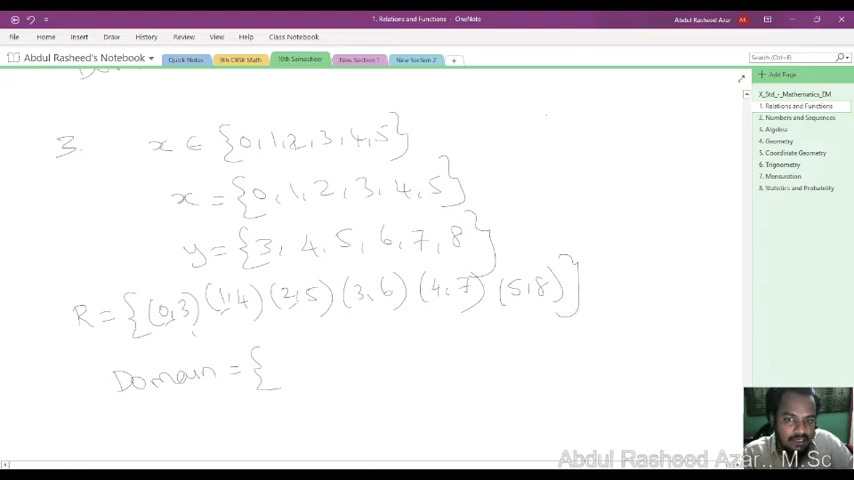 1. Relations and Functions - OneNote
Abdul Rasheed Azar
File Home Insert Draw History Review View Help Class Notebook
Abdul Rasheed's Notebook
Quick Notes 9th CBSE Math 10th Samacheer New Section 1 New Section 2
Search (Ctrl+E)
Add Page
X_Std_-_Mathematics_EM
1. Relations and Functions
2. Numbers and Sequences
3. Algebra
4. Geometry
5. Coordinate Geometry
6. Trignometry
7. Mensuration
8. Statistics and Probability
3. x ∈ {0,1,2,3,4,5}
x = {0,1,2,3,4,5}
y = {3,4,5,6,7,8}
R = {(0,3) (1,4) (2,5) (3,6) (4,7) (5,8)}
Domain = {
Abdul Rasheed Azar.. M.Sc